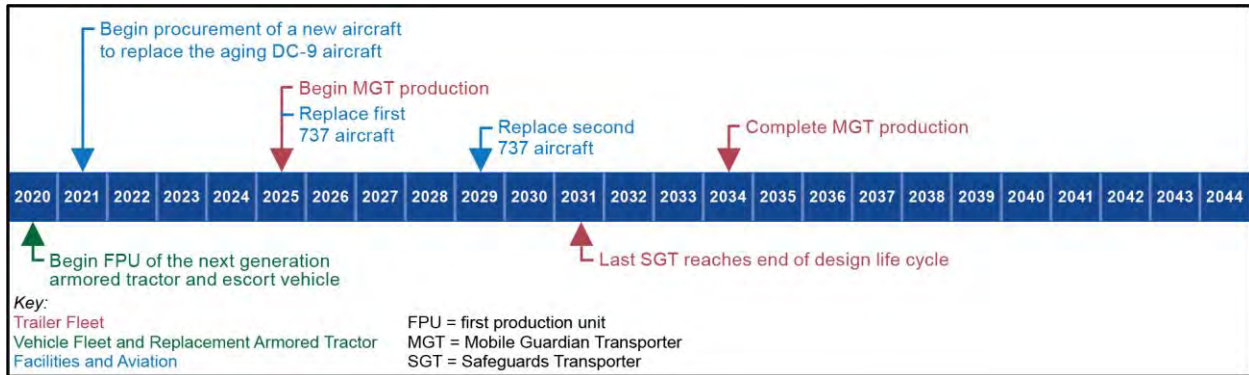 Begin procurement of a new aircraft
to replace the aging DC-9 aircraft
Begin MGT production
Replace first
737 aircraft
Replace second
737 aircraft
Complete MGT production
2020 2021 2022 2023 2024 2025 2026 2027 2028 2029 2030 2031 2032 2033 2034 2035 2036 2037 2038 2039 2040 2041 2042 2043 2044
Begin FPU of the next generation
armored tractor and escort vehicle
Last SGT reaches end of design life cycle
Key:
Trailer Fleet
Vehicle Fleet and Replacement Armored Tractor
Facilities and Aviation
FPU = first production unit
MGT = Mobile Guardian Transporter
SGT = Safeguards Transporter